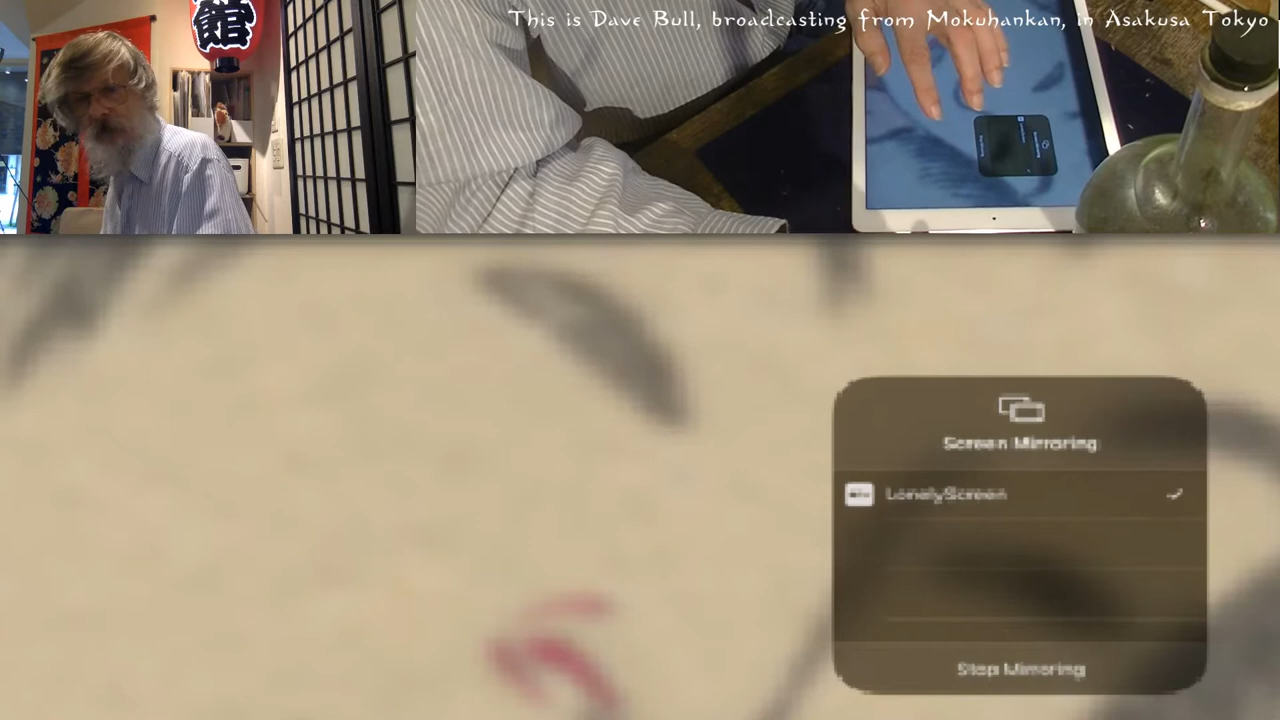 館
This is Dave Bull, broadcasting from Mokuhankan, in Asakusa Tokyo
Screen Mirroring
LonelyScreen
Stop Mirroring